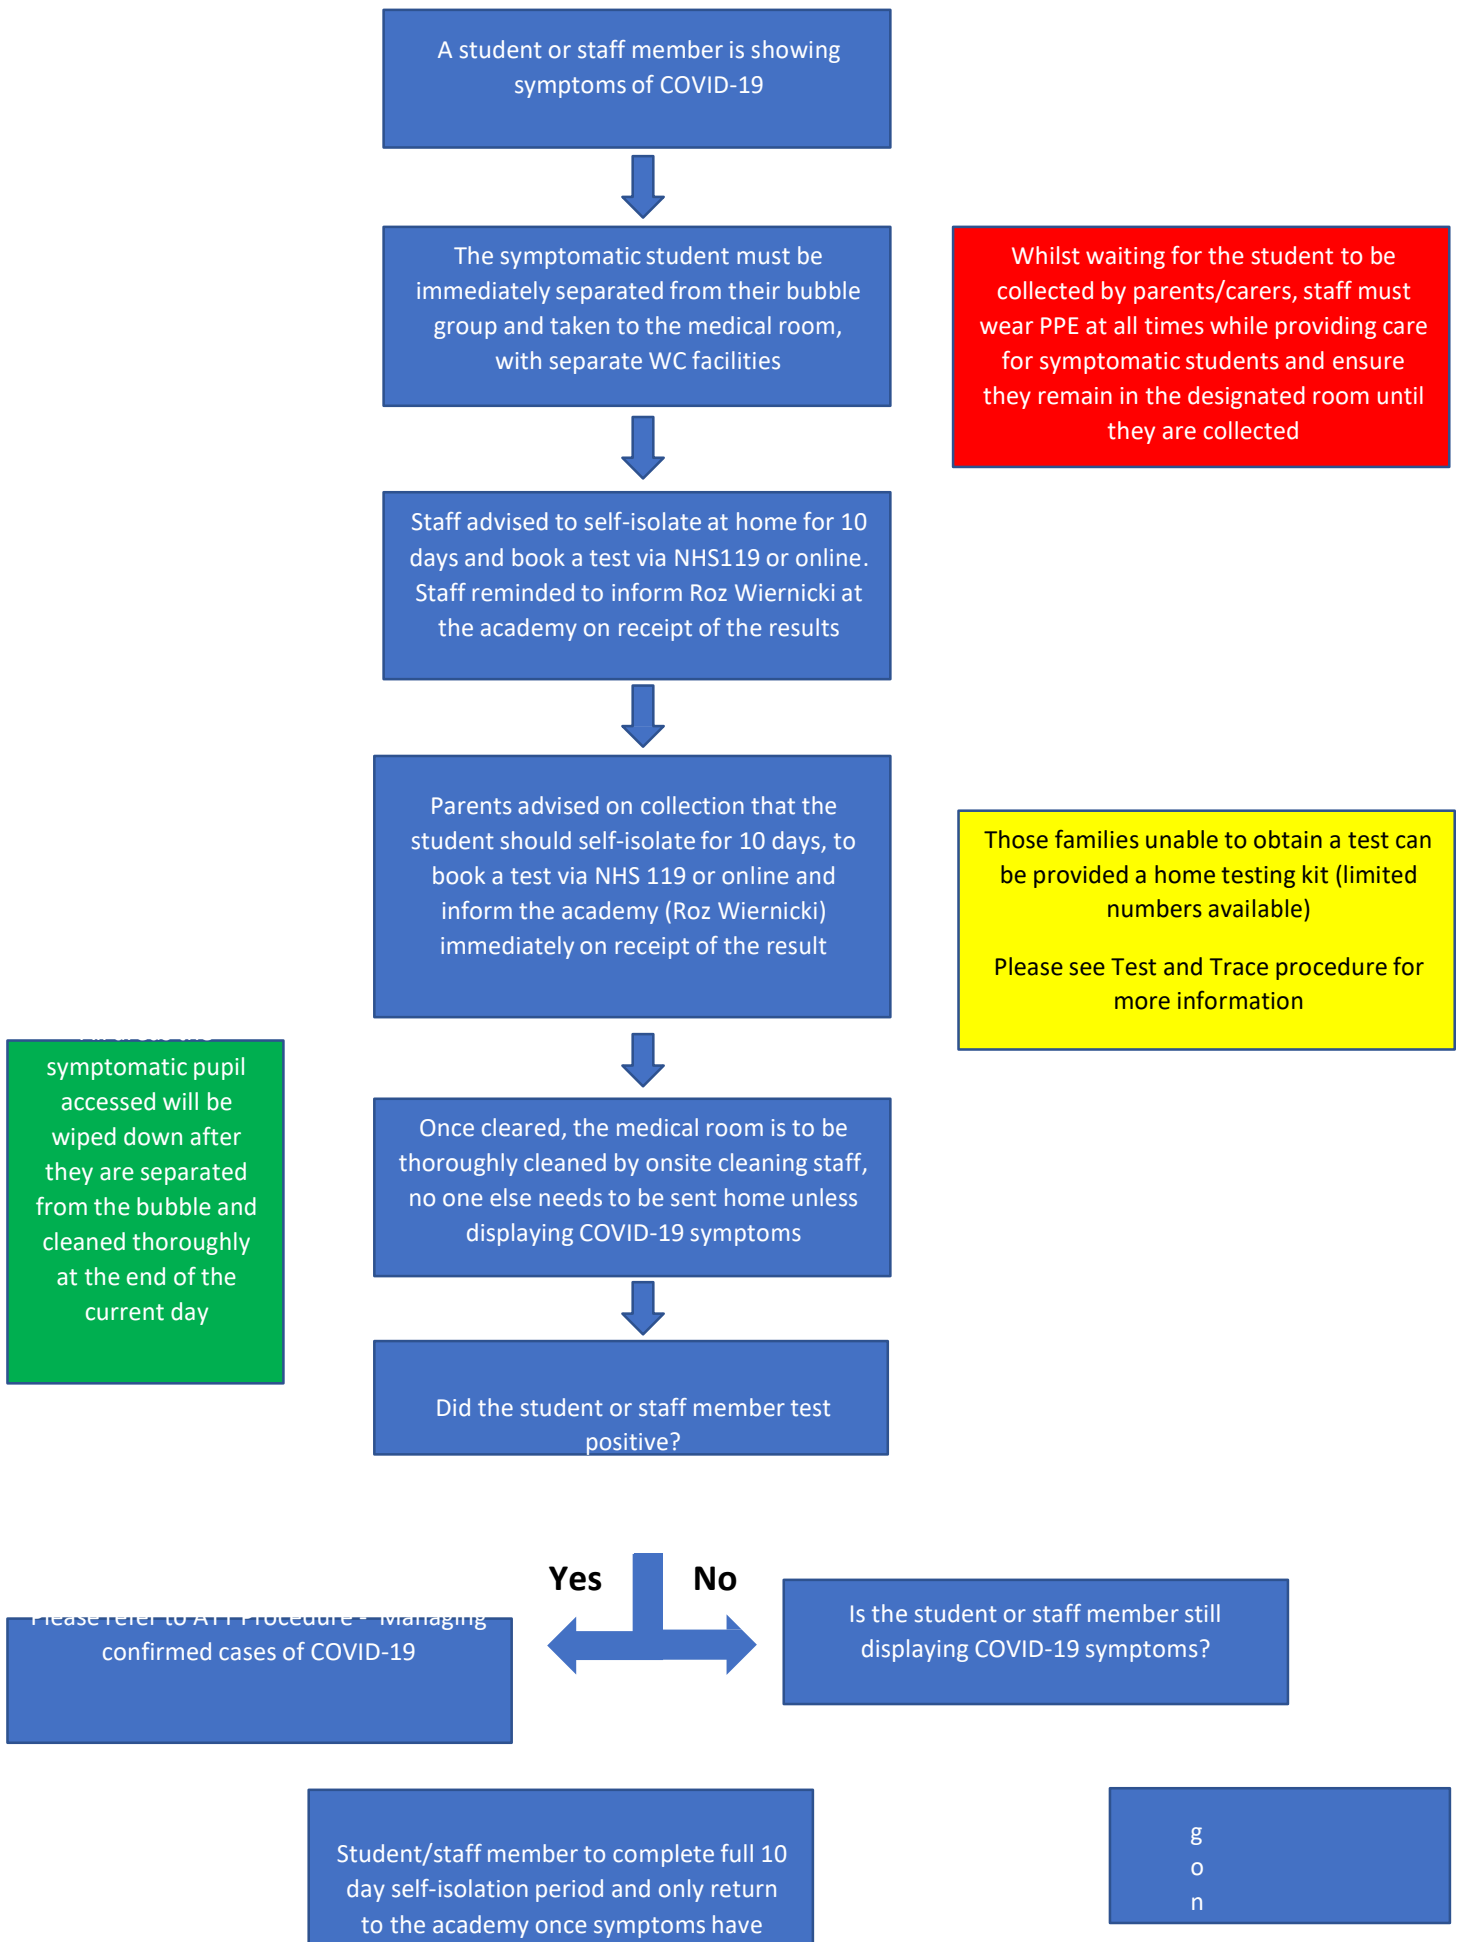 A student or staff member is showing
symptoms of COVID-19
The symptomatic student must be
immediately separated from their bubble
group and taken to the medical room,
with separate WC facilities
Whilst waiting for the student to be
collected by parents/carers, staff must
wear PPE at all times while providing care
for symptomatic students and ensure
they remain in the designated room until
they are collected
Staff advised to self-isolate at home for 10
days and book a test via NHS119 or online.
Staff reminded to inform Roz Wiernicki at
the academy on receipt of the results
Parents advised on collection that the
student should self-isolate for 10 days, to
book a test via NHS 119 or online and
inform the academy (Roz Wiernicki)
immediately on receipt of the result
Those families unable to obtain a test can
be provided a home testing kit (limited
numbers available)
Please see Test and Trace procedure for
more information
symptomatic pupil
accessed will be
wiped down after
they are separated
from the bubble and
cleaned thoroughly
at the end of the
current day
Once cleared, the medical room is to be
thoroughly cleaned by onsite cleaning staff,
no one else needs to be sent home unless
displaying COVID-19 symptoms
Did the student or staff member test
positive?
Yes No
Please refer to ATT Procedure - Managing
confirmed cases of COVID-19
Is the student or staff member still
displaying COVID-19 symptoms?
Student/staff member to complete full 10
day self-isolation period and only return
to the academy once symptoms have
g
o
n